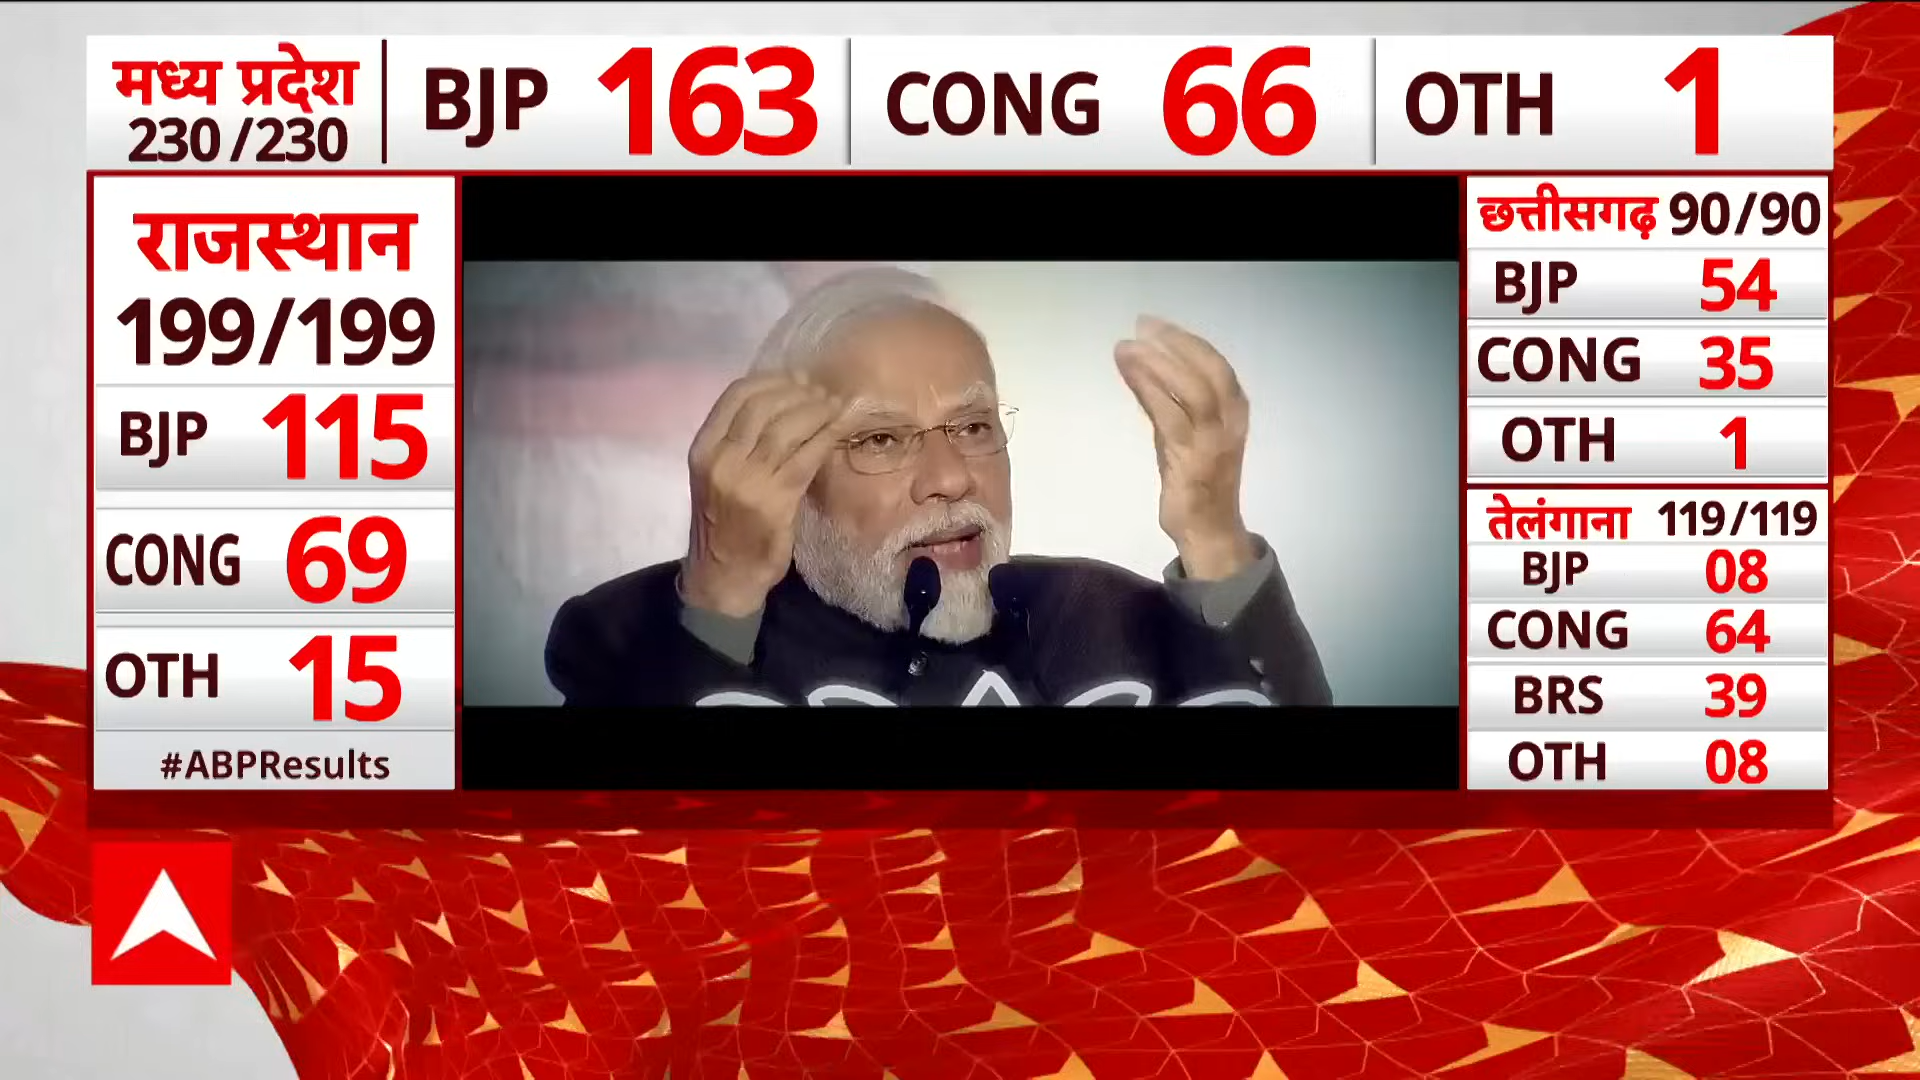 मध्य प्रदेश
230/230
BJP 163
CONG 66
OTH 1
राजस्थान
199/199
BJP 115
CONG 69
OTH 15
#ABPResults
छत्तीसगढ़ 90/90
BJP 54
CONG 35
OTH 1
तेलंगाना 119/119
BJP 08
CONG 64
BRS 39
OTH 08